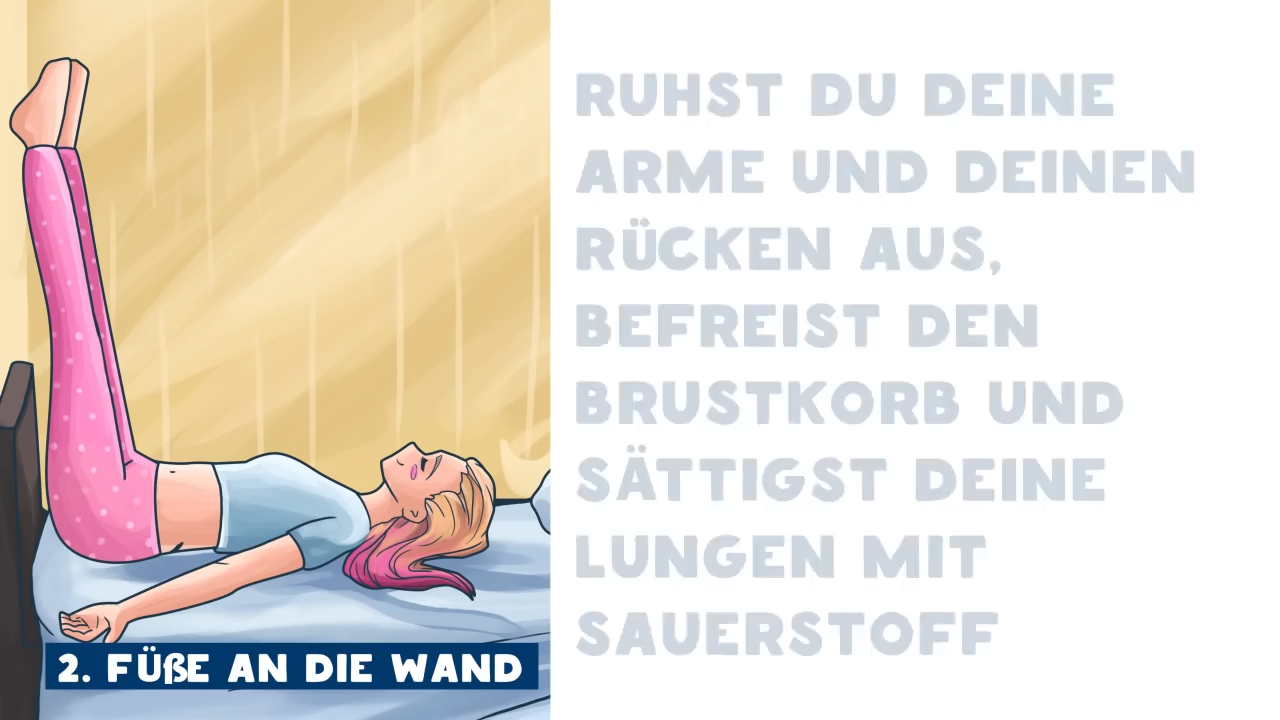 RUHST DU DEINE
ARME UND DEINEN
RÜCKEN AUS,
BEFREIST DEN
BRUSTKORB UND
SÄTTIGST DEINE
LUNGEN MIT
SAUERSTOFF
2. FÜßE AN DIE WAND